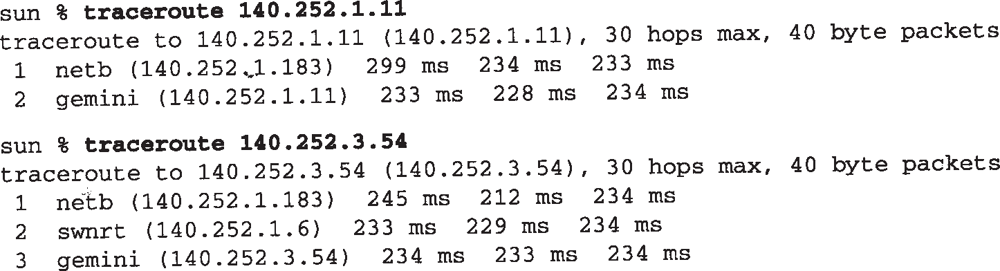 sun % traceroute 140.252.1.11
traceroute to 140.252.1.11 (140.252.1.11), 30 hops max, 40 byte packets
1 netb (140.252.1.183) 299 ms 234 ms 233 ms
2 gemini (140.252.1.11) 233 ms 228 ms 234 ms
sun % traceroute 140.252.3.54
traceroute to 140.252.3.54 (140.252.3.54), 30 hops max, 40 byte packets
1 netb (140.252.1.183) 245 ms 212 ms 234 ms
2 swnrt (140.252.1.6) 233 ms 229 ms 234 ms
3 gemini (140.252.3.54) 234 ms 233 ms 234 ms